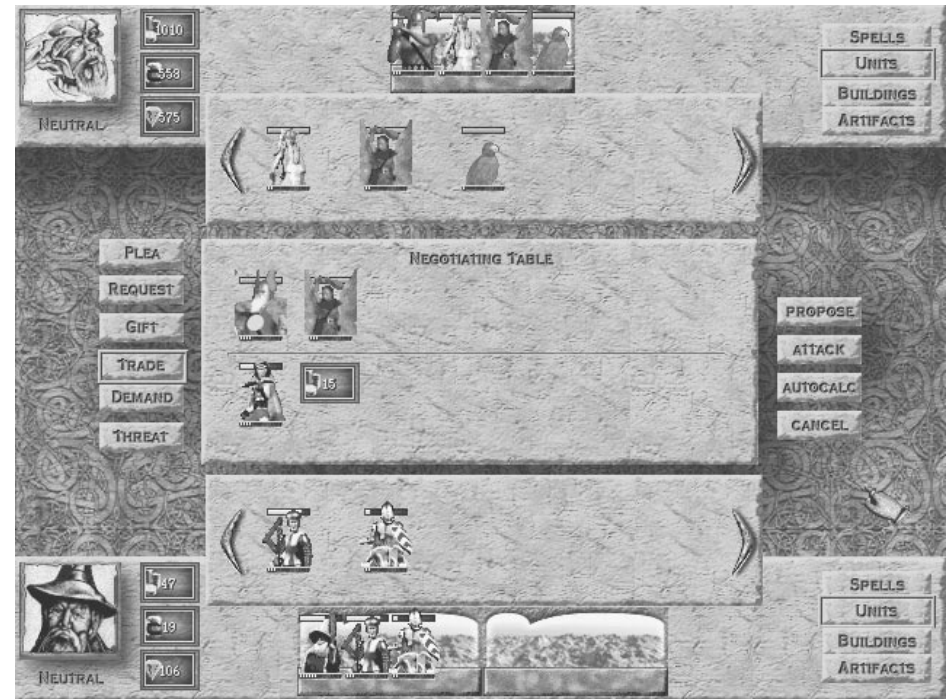 1010
558
575
NEUTRAL
SPELLS
UNITS
BUILDINGS
ARTIFACTS
PLEA
REQUEST
GIFT
TRADE
DEMAND
THREAT
NEGOTIATING TABLE
15
PROPOSE
ATTACK
AUTOCALC
CANCEL
47
19
106
NEUTRAL
SPELLS
UNITS
BUILDINGS
ARTIFACTS